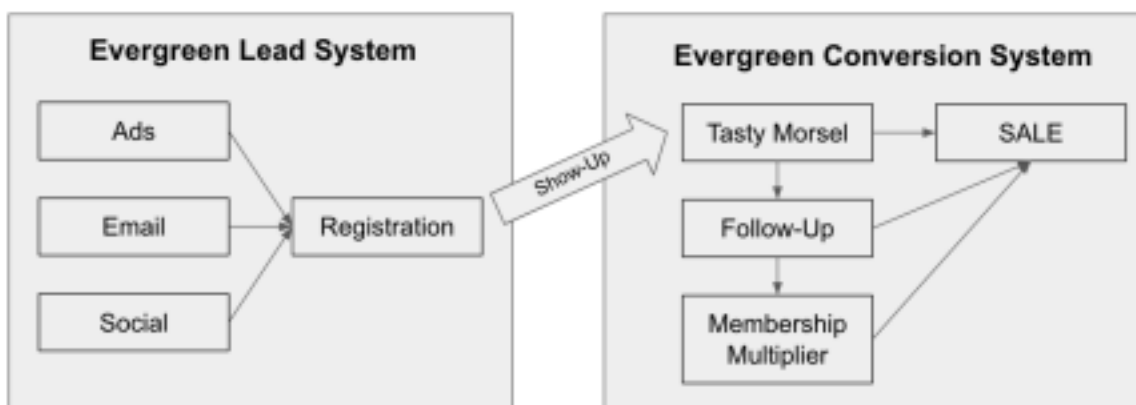 Evergreen Lead System
Ads
Email
Social
Registration
Show-Up
Evergreen Conversion System
Tasty Morsel
SALE
Follow-Up
Membership
Multiplier